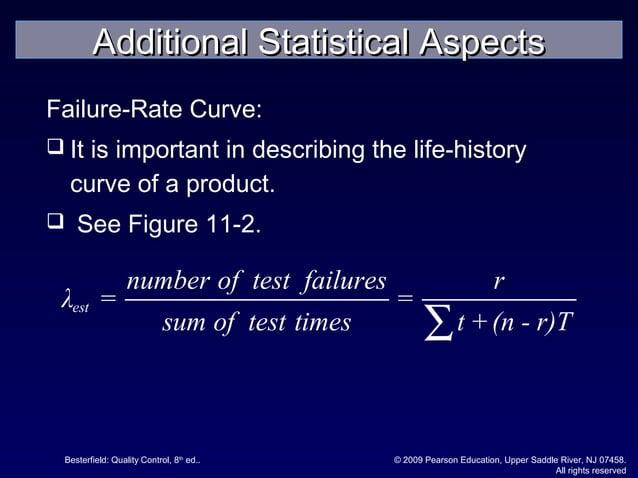 Additional Statistical Aspects
Failure-Rate Curve:
❑ It is important in describing the life-history
curve of a product.
❑ See Figure 11-2.
λest = number of test failures / sum of test times = r / ∑t + (n - r)T
Besterfield: Quality Control, 8th ed..
© 2009 Pearson Education, Upper Saddle River, NJ 07458.
All rights reserved